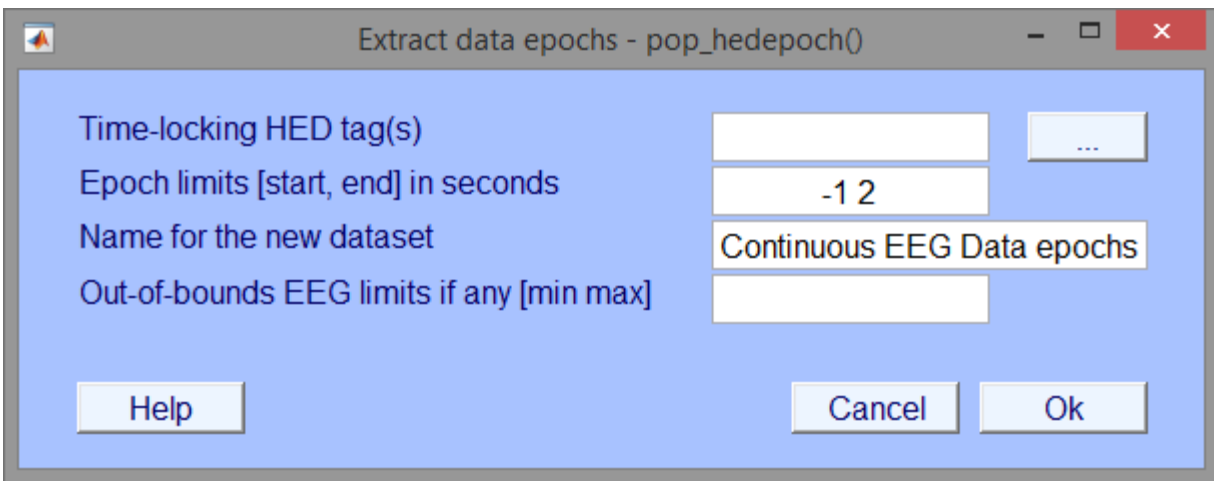 Extract data epochs - pop_hedepoch()
Time-locking HED tag(s)
...
Epoch limits [start, end] in seconds
-1 2
Name for the new dataset
Continuous EEG Data epochs
Out-of-bounds EEG limits if any [min max]
Help
Cancel
Ok